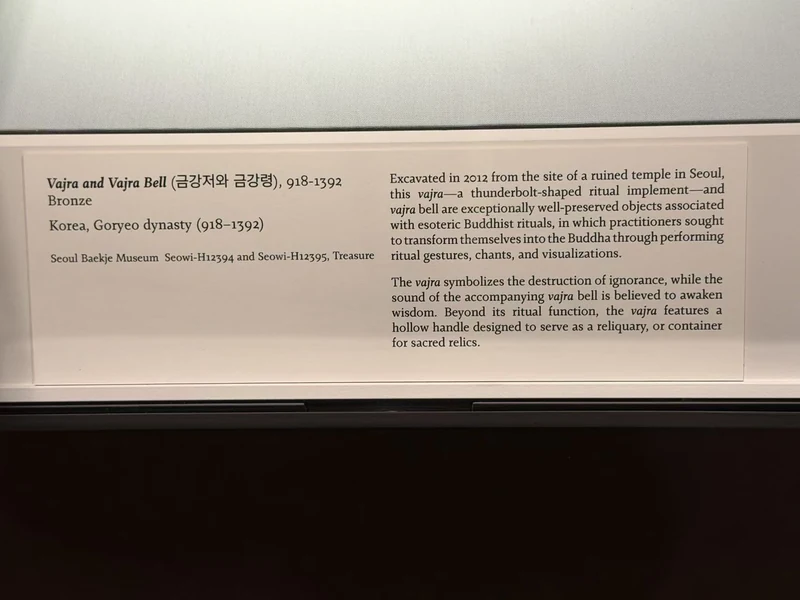 Vajra and Vajra Bell (금강저와 금강령), 918-1392
Bronze
Korea, Goryeo dynasty (918–1392)
Seoul Baekje Museum Seowi-H12394 and Seowi-H12395, Treasure
Excavated in 2012 from the site of a ruined temple in Seoul,
this vajra—a thunderbolt-shaped ritual implement—and
vajra bell are exceptionally well-preserved objects associated
with esoteric Buddhist rituals, in which practitioners sought
to transform themselves into the Buddha through performing
ritual gestures, chants, and visualizations.
The vajra symbolizes the destruction of ignorance, while the
sound of the accompanying vajra bell is believed to awaken
wisdom. Beyond its ritual function, the vajra features a
hollow handle designed to serve as a reliquary, or container
for sacred relics.